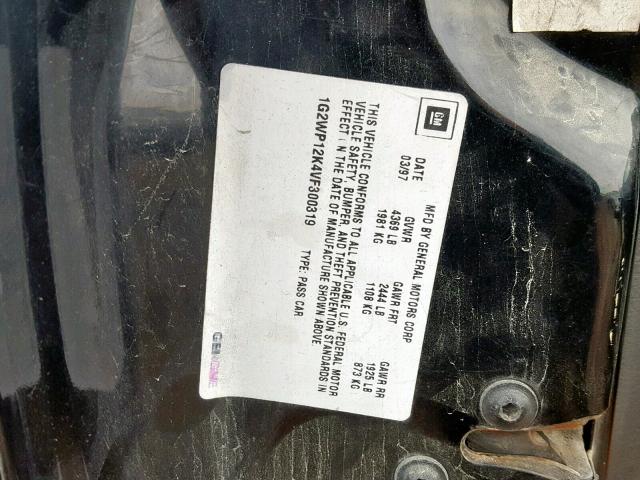 GM
MFD BY GENERAL MOTORS CORP
DATE GVWR GAWR FRT GAWR RR
03/97 4369 LB 2444 LB 1925 LB
1981 KG 1108 KG 873 KG
THIS VEHICLE CONFORMS TO ALL APPLICABLE U.S. FEDERAL MOTOR
VEHICLE SAFETY, BUMPER, AND THEFT PREVENTION STANDARDS IN
EFFECT IN THE DATE OF MANUFACTURE SHOWN ABOVE
1G2WP12K4VF300319 TYPE: PASS CAR